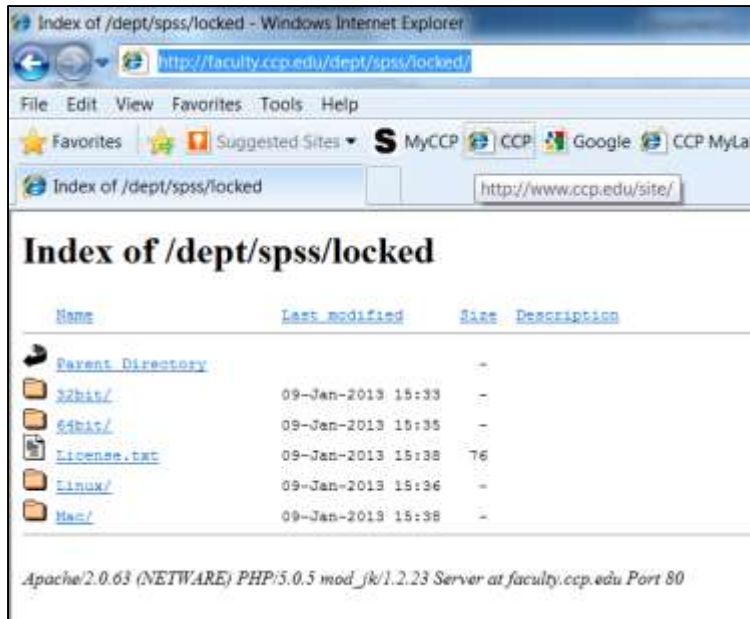 Index of /dept/spss/locked - Windows Internet Explorer
http://faculty.ccp.edu/dept/spss/locked/
File Edit View Favorites Tools Help
Favorites Suggested Sites MyCCP CCP Google CCP MyLa
Index of /dept/spss/locked
http://www.ccp.edu/site/
Index of /dept/spss/locked
Name Last modified Size Description
Parent Directory -
32bit/ 09-Jan-2013 15:33 -
64bit/ 09-Jan-2013 15:35 -
License.txt 09-Jan-2013 15:38 76
Linux/ 09-Jan-2013 15:36 -
Mac/ 09-Jan-2013 15:38 -
Apache/2.0.63 (NETWARE) PHP/5.0.5 mod_jk/1.2.23 Server at faculty.ccp.edu Port 80